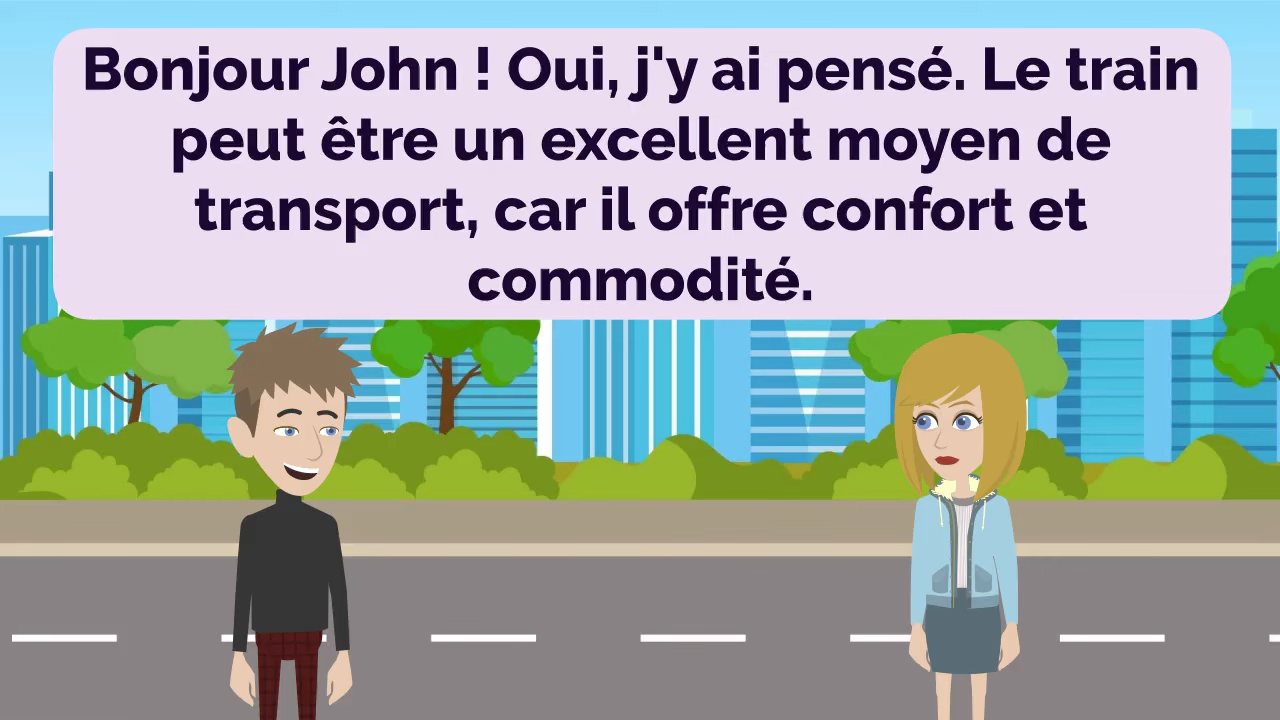 Bonjour John ! Oui, j'y ai pensé. Le train
peut être un excellent moyen de
transport, car il offre confort et
commodité.